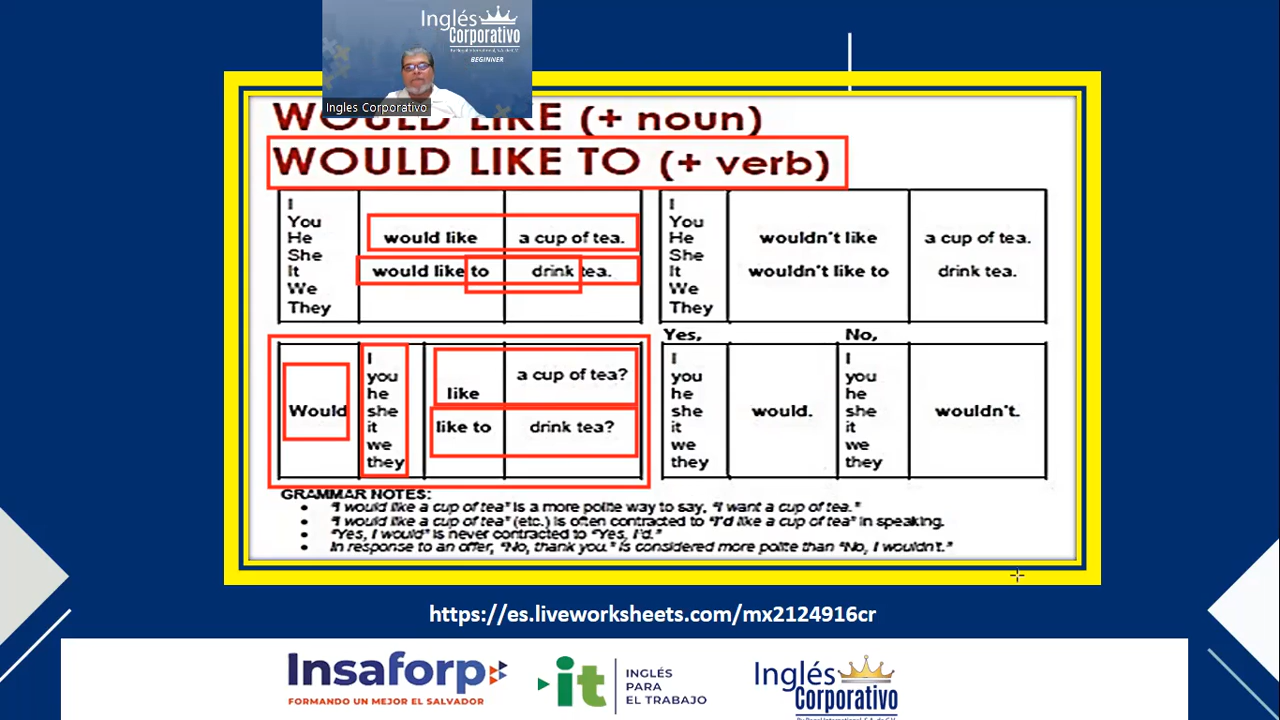 Inglés
Corporativo
BEGINNER
Ingles Corporativo
WOULD LIKE (+ noun)
WOULD LIKE TO (+ verb)
I
You
He
She
It
We
They
would like
would like to
a cup of tea.
drink tea.
I
You
He
She
It
We
They
wouldn't like
wouldn't like to
a cup of tea.
drink tea.
Would
I
you
he
she
it
we
they
like
like to
a cup of tea?
drink tea?
Yes,
I
you
he
she
it
we
they
would.
No,
I
you
he
she
it
we
they
wouldn't.
GRAMMAR NOTES:
• "I would like a cup of tea" is a more polite way to say, "I want a cup of tea."
• "I would like a cup of tea" (etc.) is often contracted to "I'd like a cup of tea" in speaking.
• "Yes, I would" is never contracted to "Yes, I'd."
• In response to an offer, "No, thank you." is considered more polite than "No, I wouldn't."
https://es.liveworksheets.com/mx2124916cr
Insaforp
FORMANDO UN MEJOR EL SALVADOR
it
INGLÉS
PARA
EL TRABAJO
Inglés
Corporativo